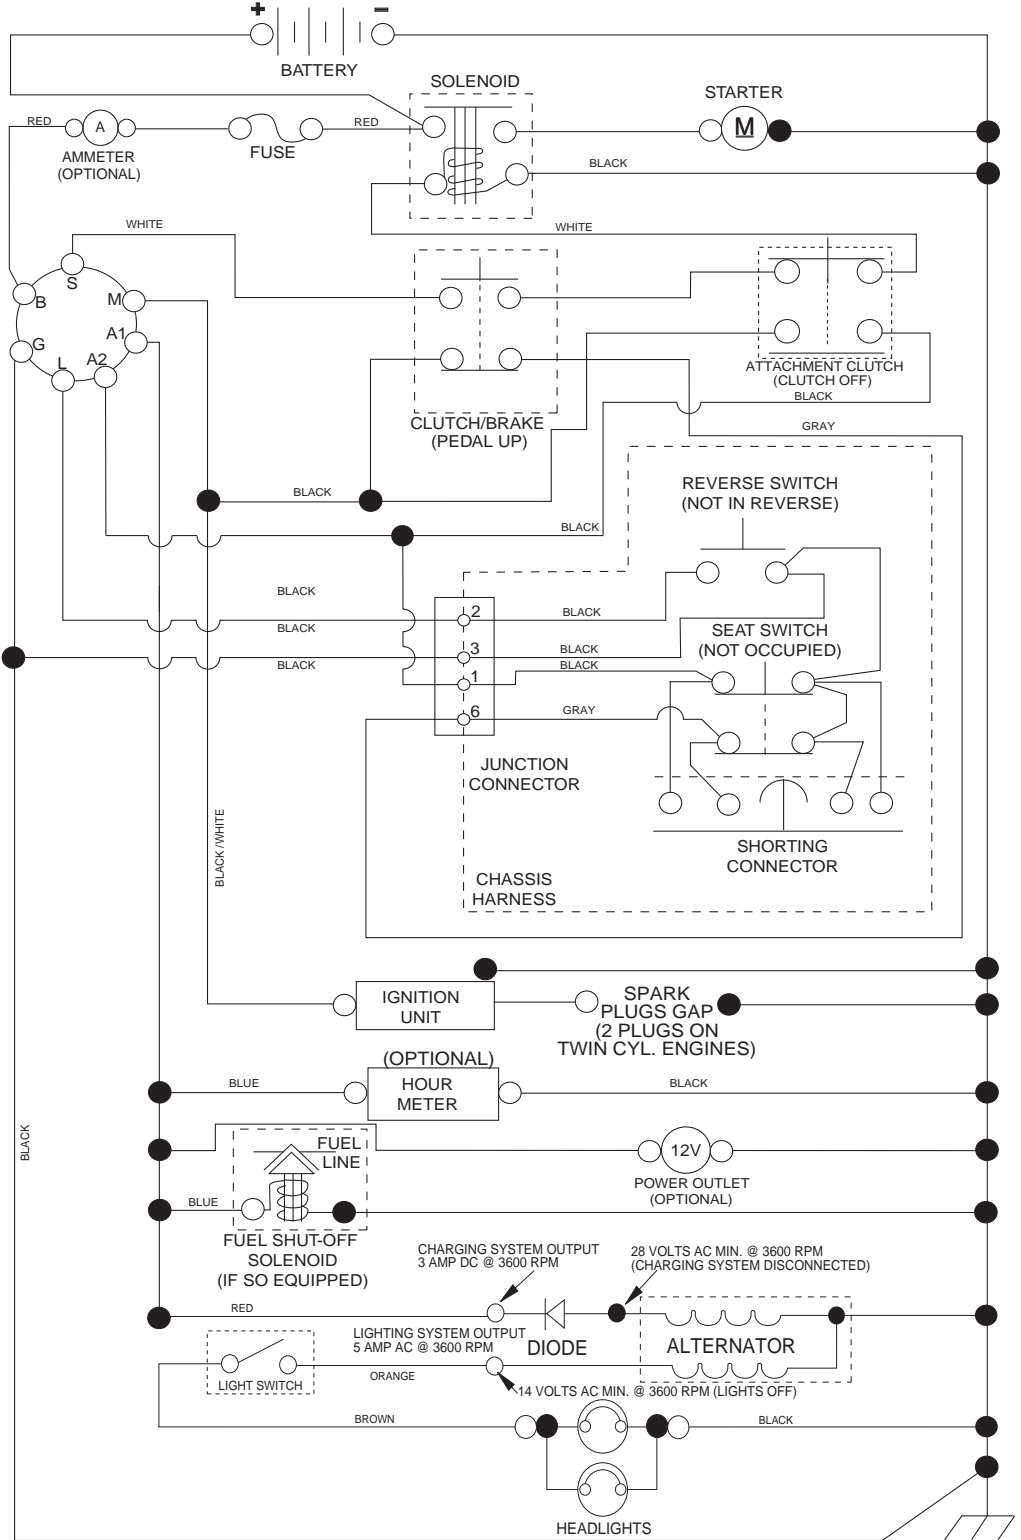 + −
BATTERY
SOLENOID
STARTER
RED
A
RED
M
AMMETER
(OPTIONAL)
FUSE
BLACK
WHITE
WHITE
S
B
M
A1
G
L
A2
ATTACHMENT CLUTCH
(CLUTCH OFF)
BLACK
CLUTCH/BRAKE
(PEDAL UP)
GRAY
REVERSE SWITCH
(NOT IN REVERSE)
BLACK
BLACK
BLACK
2
BLACK
BLACK
SEAT SWITCH
(NOT OCCUPIED)
3
BLACK
BLACK
BLACK
1
6
GRAY
JUNCTION
CONNECTOR
BLACK /WHITE
SHORTING
CONNECTOR
CHASSIS
HARNESS
IGNITION
UNIT
SPARK
PLUGS GAP
(2 PLUGS ON
TWIN CYL. ENGINES)
(OPTIONAL)
BLUE
HOUR
METER
BLACK
BLACK
FUEL
LINE
12V
POWER OUTLET
(OPTIONAL)
BLUE
FUEL SHUT-OFF
SOLENOID
(IF SO EQUIPPED)
CHARGING SYSTEM OUTPUT
3 AMP DC @ 3600 RPM
28 VOLTS AC MIN. @ 3600 RPM
(CHARGING SYSTEM DISCONNECTED)
RED
LIGHTING SYSTEM OUTPUT
5 AMP AC @ 3600 RPM
DIODE
ALTERNATOR
LIGHT SWITCH
ORANGE
14 VOLTS AC MIN. @ 3600 RPM (LIGHTS OFF)
BROWN
BLACK
HEADLIGHTS